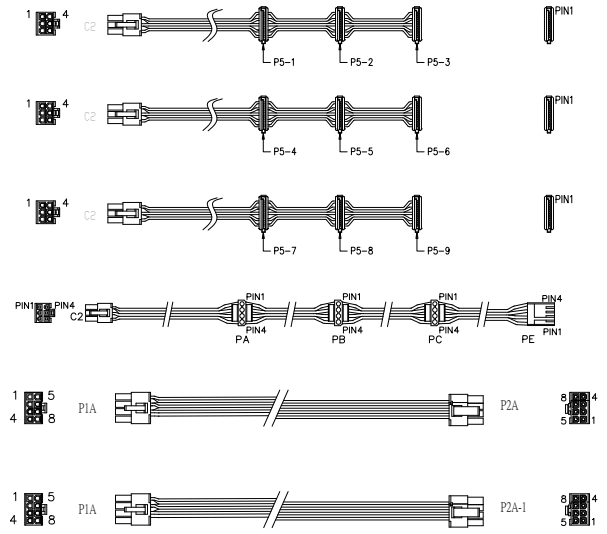 1 4 C2 PIN1
P5-1 P5-2 P5-3
1 4 C2 PIN1
P5-4 P5-5 P5-6
1 4 C2 PIN1
P5-7 P5-8 P5-9
PIN1 PIN4 C2 PIN1 PIN1 PIN1 PIN4
PIN4 PIN4 PIN4 PIN1
PA PB PC PE
1 5 P1A P2A 8 4
4 8 5 1
1 5 P1A P2A-1 8 4
4 8 5 1